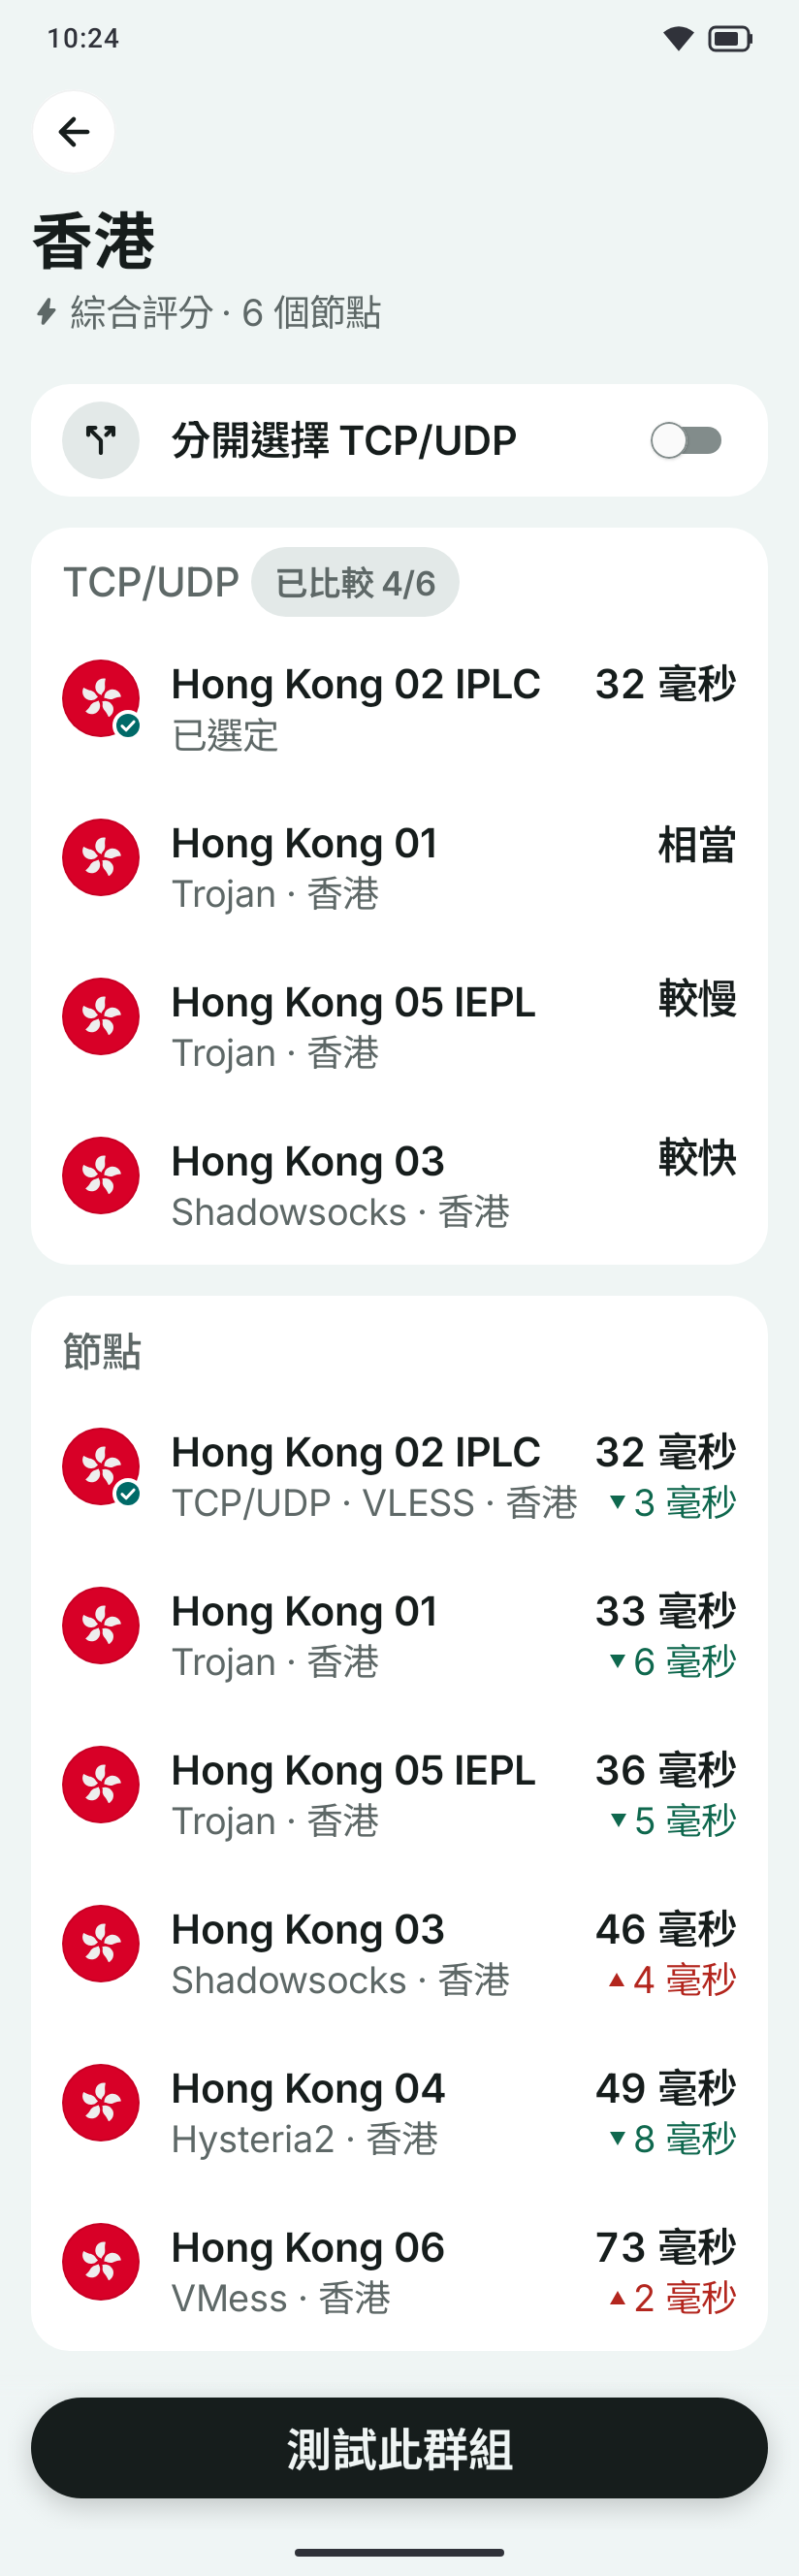 10:24
香港
綜合評分 · 6 個節點
分開選擇 TCP/UDP
TCP/UDP 已比較 4/6
Hong Kong 02 IPLC 32 毫秒
已選定
Hong Kong 01 相當
Trojan · 香港
Hong Kong 05 IEPL 較慢
Trojan · 香港
Hong Kong 03 較快
Shadowsocks · 香港
節點
Hong Kong 02 IPLC 32 毫秒
TCP/UDP · VLESS · 香港 ▼3 毫秒
Hong Kong 01 33 毫秒
Trojan · 香港 ▼6 毫秒
Hong Kong 05 IEPL 36 毫秒
Trojan · 香港 ▼5 毫秒
Hong Kong 03 46 毫秒
Shadowsocks · 香港 ▲4 毫秒
Hong Kong 04 49 毫秒
Hysteria2 · 香港 ▼8 毫秒
Hong Kong 06 73 毫秒
VMess · 香港 ▲2 毫秒
測試此群組